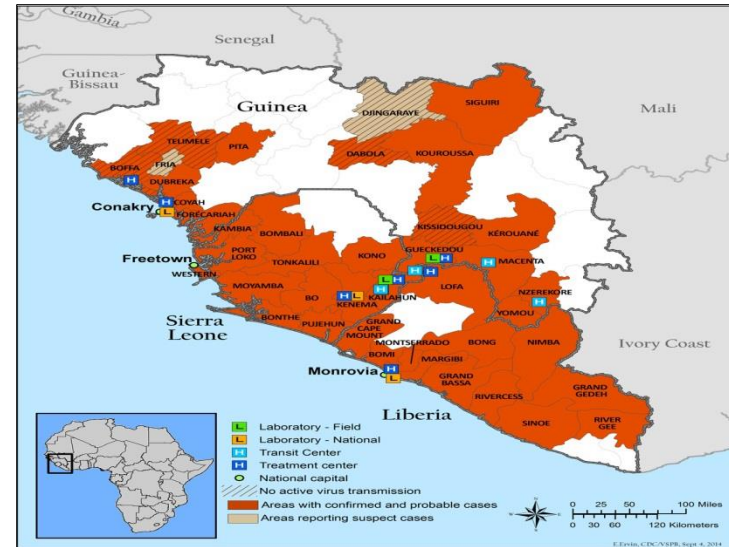 Gambia
Senegal
Guinea-
Bissau
Guinea
Mali
DJINGARAYE
SIGUIRI
TELIMELE
PITA
DABOLA
KOUROUSSA
BOFFA
FRIA
DUBREKA
COYAH
Conakry
FORECARIAH
KISSIDOUGOU
KÉROUANÉ
KAMBIA
BOMBALI
GUECKEDOU
KONO
MACENTA
PORT
LOKO
Freetown
TONKALILI
WESTERN
MOYAMBA
KAILAHUN
NZEREKORE
BO
KENEMA
LOFA
YOMOU
BONTHE
PUJEHUN
GRAND
CAPE
MOUNT
Sierra
Leone
MONTSERRADO
BONG
NIMBA
Ivory Coast
BOMI
MARGIBI
Monrovia
GRAND
BASSA
GRAND
GEDEH
RIVERCESS
Liberia
SINOE
RIVER
GEE
L Laboratory - Field
L Laboratory - National
H Transit Center
H Treatment center
National capital
No active virus transmission
Areas with confirmed and probable cases
Areas reporting suspect cases
0 25 50 100 Miles
0 30 60 120 Kilometers
E.Ervin, CDC/VSPB, Sept 4, 2014